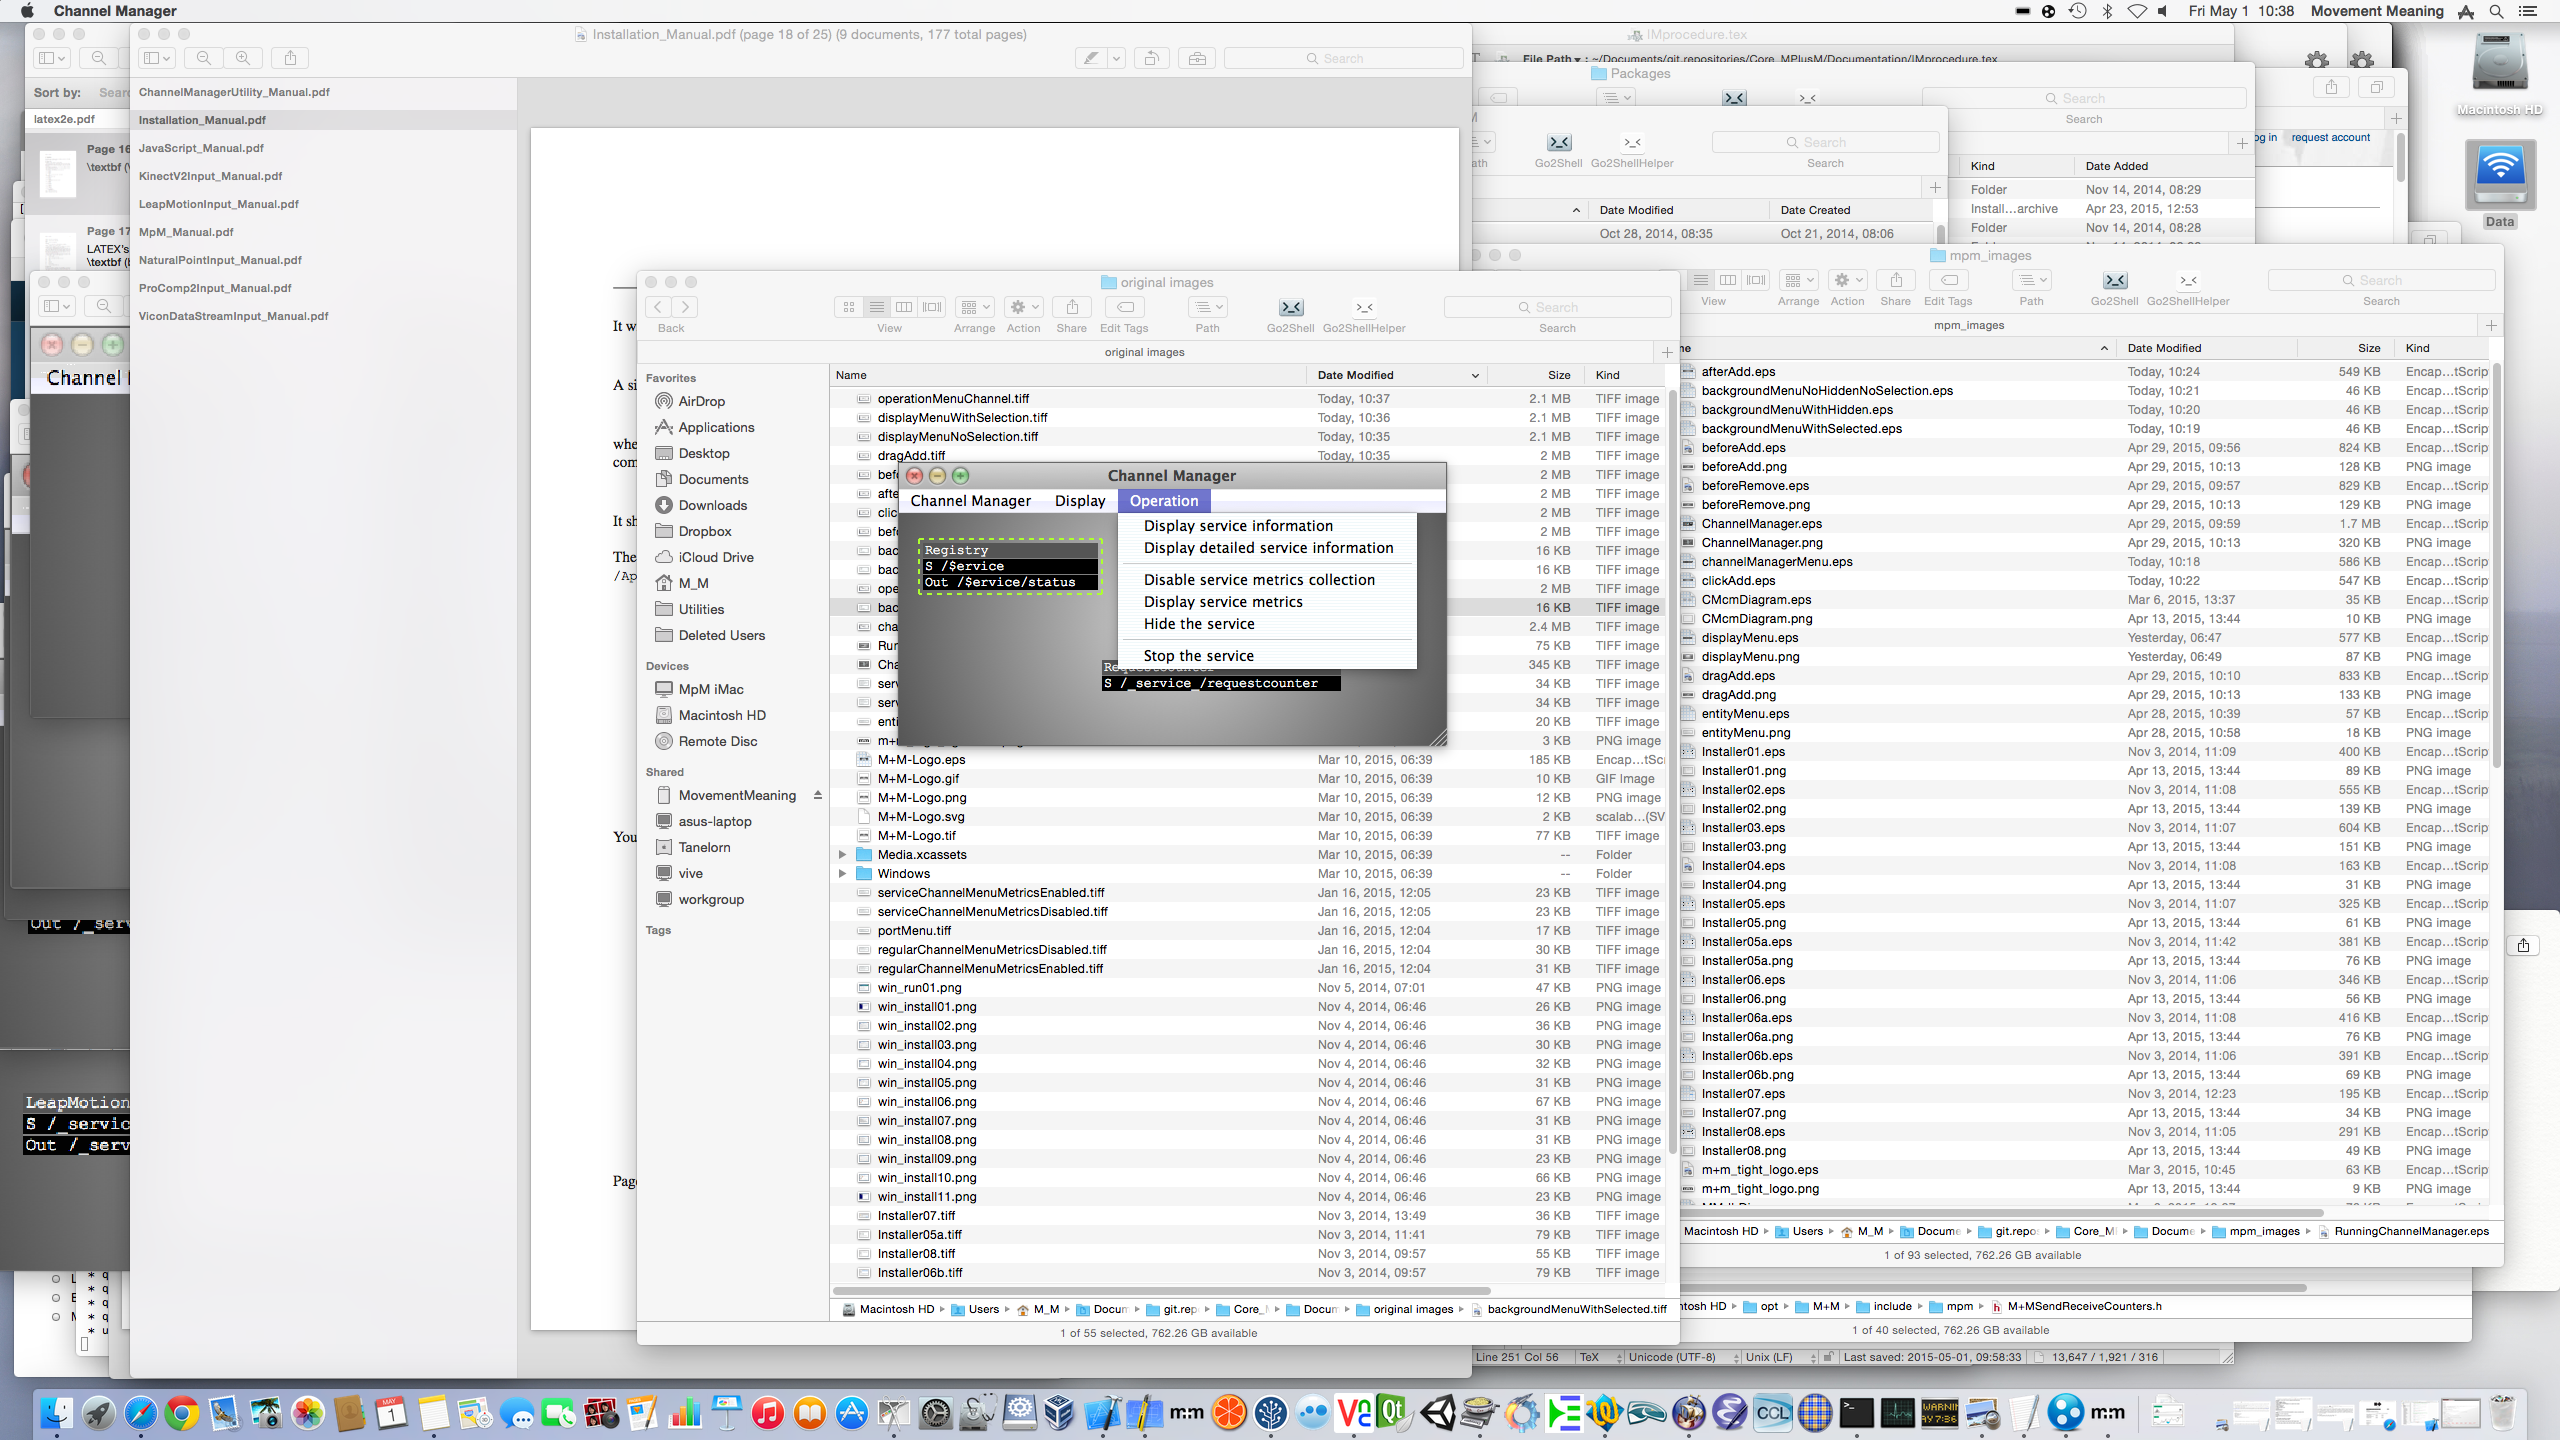 Channel Manager
Fri May 1 10:38 Movement Meaning
Installation_Manual.pdf (page 18 of 25) (9 documents, 177 total pages)
Search
Sort by:
latex2e.pdf
Page 16
Page 17
LATEX's
ChannelManagerUtility_Manual.pdf
Installation_Manual.pdf
JavaScript_Manual.pdf
KinectV2Input_Manual.pdf
LeapMotionInput_Manual.pdf
MpM_Manual.pdf
NaturalPointInput_Manual.pdf
ProComp2Input_Manual.pdf
ViconDataStreamInput_Manual.pdf
IMprocedure.tex
File Path ▾ : ~/Documents/git.repositories/Core_MPlusM/Documentation/IMprocedure.tex
Packages
Search
Search
Go2Shell Go2ShellHelper
Search
Search
request account
Kind Date Added
Folder Nov 14, 2014, 08:29
Install...archive Apr 23, 2015, 12:53
Folder Nov 14, 2014, 08:28
Date Modified Date Created
Oct 28, 2014, 08:35 Oct 21, 2014, 08:06
Macintosh HD
Data
original images
Back View Arrange Action Share Edit Tags Path Go2Shell Go2ShellHelper Search
Search
original images
Favorites
AirDrop
Applications
Desktop
Documents
Downloads
Dropbox
iCloud Drive
M_M
Utilities
Deleted Users
Devices
MpM iMac
Macintosh HD
Remote Disc
Shared
MovementMeaning
asus-laptop
Tanelorn
vive
workgroup
Tags
Name Date Modified Size Kind
operationMenuChannel.tiff Today, 10:37 2.1 MB TIFF image
displayMenuWithSelection.tiff Today, 10:36 2.1 MB TIFF image
displayMenuNoSelection.tiff Today, 10:35 2.1 MB TIFF image
dragAdd.tiff Today, 10:35 2 MB TIFF image
2 MB TIFF image
2 MB TIFF image
2 MB TIFF image
2 MB TIFF image
16 KB TIFF image
16 KB TIFF image
2 MB TIFF image
16 KB TIFF image
2.4 MB TIFF image
75 KB TIFF image
345 KB TIFF image
34 KB TIFF image
34 KB TIFF image
20 KB TIFF image
3 KB PNG image
Channel Manager
Channel Manager Display Operation
Display service information
Display detailed service information
Disable service metrics collection
Display service metrics
Hide the service
Stop the service
Registry
S /$ervice
Out /$ervice/status
S /_service_/requestcounter
M+M-Logo.eps Mar 10, 2015, 06:39 185 KB
M+M-Logo.gif Mar 10, 2015, 06:39 10 KB GIF Image
M+M-Logo.png Mar 10, 2015, 06:39 12 KB PNG image
M+M-Logo.svg Mar 10, 2015, 06:39 2 KB
M+M-Logo.tif Mar 10, 2015, 06:39 77 KB TIFF image
Media.xcassets Mar 10, 2015, 06:39 -- Folder
Windows Mar 10, 2015, 06:39 -- Folder
serviceChannelMenuMetricsEnabled.tiff Jan 16, 2015, 12:05 23 KB TIFF image
serviceChannelMenuMetricsDisabled.tiff Jan 16, 2015, 12:05 23 KB TIFF image
portMenu.tiff Jan 16, 2015, 12:04 17 KB TIFF image
regularChannelMenuMetricsDisabled.tiff Jan 16, 2015, 12:04 30 KB TIFF image
regularChannelMenuMetricsEnabled.tiff Jan 16, 2015, 12:04 31 KB TIFF image
win_run01.png Nov 5, 2014, 07:01 47 KB PNG image
win_install01.png Nov 4, 2014, 06:46 26 KB PNG image
win_install02.png Nov 4, 2014, 06:46 36 KB PNG image
win_install03.png Nov 4, 2014, 06:46 30 KB PNG image
win_install04.png Nov 4, 2014, 06:46 32 KB PNG image
win_install05.png Nov 4, 2014, 06:46 31 KB PNG image
win_install06.png Nov 4, 2014, 06:46 67 KB PNG image
win_install07.png Nov 4, 2014, 06:46 31 KB PNG image
win_install08.png Nov 4, 2014, 06:46 31 KB PNG image
win_install09.png Nov 4, 2014, 06:46 23 KB PNG image
win_install10.png Nov 4, 2014, 06:46 66 KB PNG image
win_install11.png Nov 4, 2014, 06:46 23 KB PNG image
Installer07.tiff Nov 3, 2014, 13:49 36 KB TIFF image
Installer05a.tiff Nov 3, 2014, 11:41 79 KB TIFF image
Installer08.tiff Nov 3, 2014, 09:57 55 KB TIFF image
Installer06b.tiff Nov 3, 2014, 09:57 79 KB TIFF image
Macintosh HD Users M_M Docum git.rep Core_ Docum original images backgroundMenuWithSelected.tiff
1 of 55 selected, 762.26 GB available
mpm_images
View Arrange Action Share Edit Tags Path Go2Shell Go2ShellHelper Search
Search
mpm_images
Date Modified Size Kind
afterAdd.eps Today, 10:24 549 KB Encap...tScrip
backgroundMenuNoHiddenNoSelection.eps Today, 10:21 46 KB Encap...tScrip
backgroundMenuWithHidden.eps Today, 10:20 46 KB Encap...tScrip
backgroundMenuWithSelected.eps Today, 10:19 46 KB Encap...tScrip
beforeAdd.eps Apr 29, 2015, 09:56 824 KB Encap...tScrip
beforeAdd.png Apr 29, 2015, 10:13 128 KB PNG image
beforeRemove.eps Apr 29, 2015, 09:57 829 KB Encap...tScrip
beforeRemove.png Apr 29, 2015, 10:13 129 KB PNG image
ChannelManager.eps Apr 29, 2015, 09:59 1.7 MB Encap...tScrip
ChannelManager.png Apr 29, 2015, 10:13 320 KB PNG image
channelManagerMenu.eps Today, 10:18 586 KB Encap...tScrip
clickAdd.eps Today, 10:22 547 KB Encap...tScrip
CMcmDiagram.eps Mar 6, 2015, 13:37 35 KB Encap...tScrip
CMcmDiagram.png Apr 13, 2015, 13:44 10 KB PNG image
displayMenu.eps Yesterday, 06:47 577 KB Encap...tScrip
displayMenu.png Yesterday, 06:49 87 KB PNG image
dragAdd.eps Apr 29, 2015, 10:10 833 KB Encap...tScrip
dragAdd.png Apr 29, 2015, 10:13 133 KB PNG image
entityMenu.eps Apr 28, 2015, 10:39 57 KB Encap...tScrip
entityMenu.png Apr 28, 2015, 10:58 18 KB PNG image
Installer01.eps Nov 3, 2014, 11:09 400 KB Encap...tScrip
Installer01.png Apr 13, 2015, 13:44 89 KB PNG image
Installer02.eps Nov 3, 2014, 11:08 555 KB Encap...tScrip
Installer02.png Apr 13, 2015, 13:44 139 KB PNG image
Installer03.eps Nov 3, 2014, 11:07 604 KB Encap...tScrip
Installer03.png Apr 13, 2015, 13:44 151 KB PNG image
Installer04.eps Nov 3, 2014, 11:08 163 KB Encap...tScrip
Installer04.png Apr 13, 2015, 13:44 31 KB PNG image
Installer05.eps Nov 3, 2014, 11:07 325 KB Encap...tScrip
Installer05.png Apr 13, 2015, 13:44 61 KB PNG image
Installer05a.eps Nov 3, 2014, 11:42 381 KB Encap...tScrip
Installer05a.png Apr 13, 2015, 13:44 76 KB PNG image
Installer06.eps Nov 3, 2014, 11:06 346 KB Encap...tScrip
Installer06.png Apr 13, 2015, 13:44 56 KB PNG image
Installer06a.eps Nov 3, 2014, 11:08 416 KB Encap...tScrip
Installer06a.png Apr 13, 2015, 13:44 76 KB PNG image
Installer06b.eps Nov 3, 2014, 11:06 391 KB Encap...tScrip
Installer06b.png Apr 13, 2015, 13:44 69 KB PNG image
Installer07.eps Nov 3, 2014, 12:23 195 KB Encap...tScrip
Installer07.png Apr 13, 2015, 13:44 34 KB PNG image
Installer08.eps Nov 3, 2014, 11:05 291 KB Encap...tScrip
Installer08.png Apr 13, 2015, 13:44 49 KB PNG image
m+m_tight_logo.eps Mar 3, 2015, 10:45 63 KB Encap...tScrip
m+m_tight_logo.png Apr 13, 2015, 13:44 9 KB PNG image
Macintosh HD Users M_M Docume git.repo Core_M Docume mpm_images RunningChannelManager.eps
1 of 93 selected, 762.26 GB available
ntosh HD opt M+M include mpm M+MSendReceiveCounters.h
1 of 40 selected, 762.26 GB available
Line 251 Col 56 TeX Unicode (UTF-8) Unix (LF) Last saved: 2015-05-01, 09:58:33 13,647 / 1,921 / 316
LeapMotion
S /_servic
Out /_serv